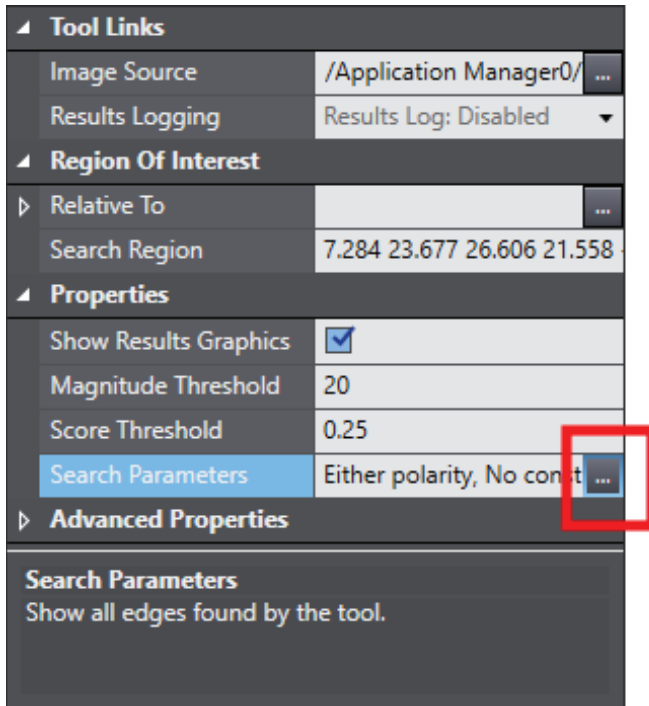 Tool Links
Image Source /Application Manager0/ ...
Results Logging Results Log: Disabled
Region Of Interest
Relative To ...
Search Region 7.284 23.677 26.606 21.558 -
Properties
Show Results Graphics
Magnitude Threshold 20
Score Threshold 0.25
Search Parameters Either polarity, No const ...
Advanced Properties
Search Parameters
Show all edges found by the tool.